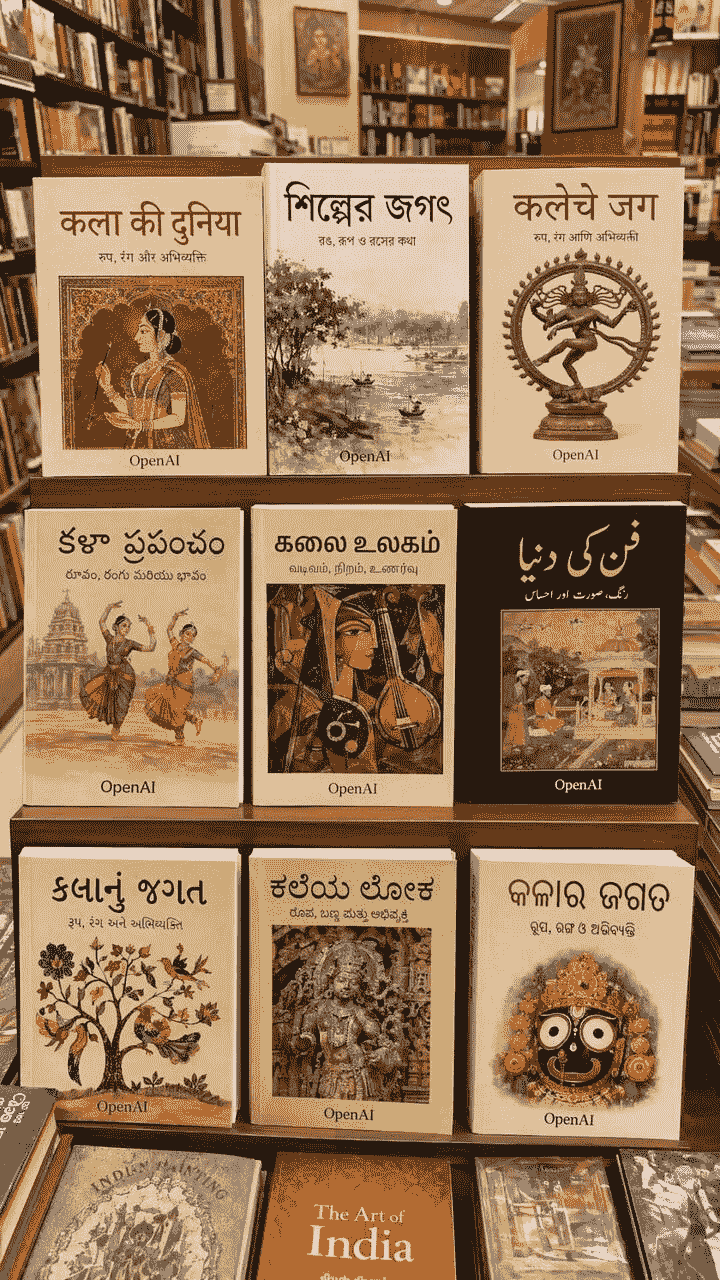 कला की दुनिया
रुप, रंग और अभिव्यक्ति
OpenAI
শিল্পের জগৎ
রঙ, রূপ ও রসের কথা
OpenAI
कलेचे जग
रुप, रंग आणि अभिव्यक्ती
OpenAI
కళా ప్రపంచం
రూపం, రంగు మరియు భావం
OpenAI
கலை உலகம்
வடிவம், நிறம், உணர்வு
OpenAI
فن کی دنیا
رنگ، صورت اور احساس
OpenAI
કલાનું જગત
રૂપ, રંગ અને અભિવ્યક્તિ
OpenAI
ಕಲೆಯ ಲೋಕ
ರೂಪ, ಬಣ್ಣ ಮತ್ತು ಅಭಿವ್ಯಕ್ತಿ
OpenAI
କଳାର ଜଗତ
ରୂପ, ରଙ୍ଗ ଓ ଅଭିବ୍ୟକ୍ତି
OpenAI
INDIAN PAINTING
The Art of
India